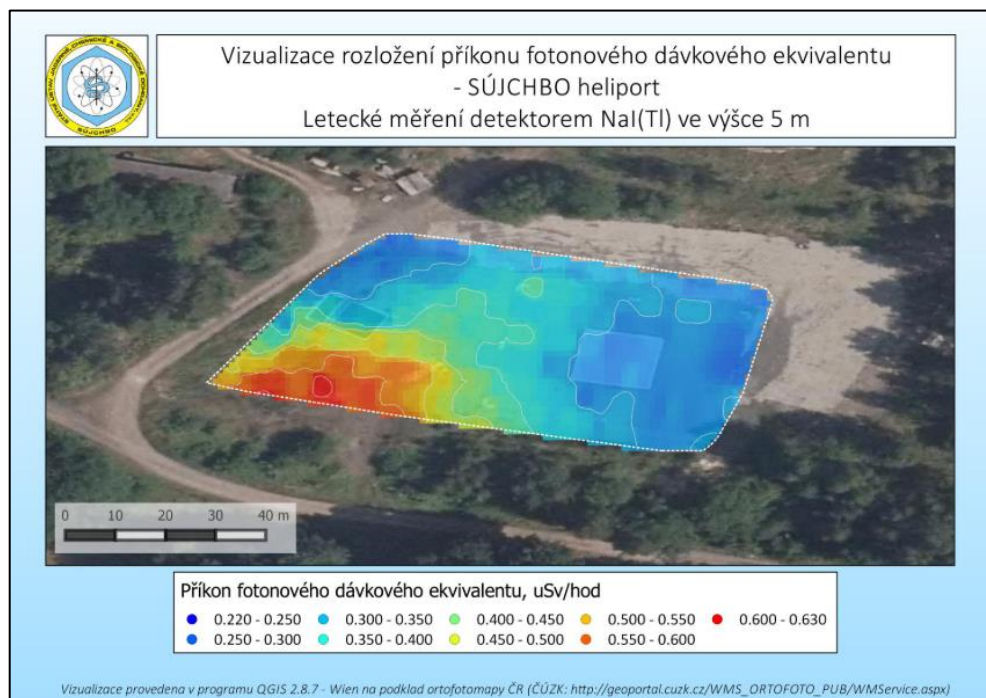 Vizualizace rozložení příkonu fotonového dávkového ekvivalentu
- SÚJCHBO heliport
Letecké měření detektorem NaI(Tl) ve výšce 5 m
0 10 20 30 40 m
Příkon fotonového dávkového ekvivalentu, uSv/hod
0.220 - 0.250 0.300 - 0.350 0.400 - 0.450 0.500 - 0.550 0.600 - 0.630
0.250 - 0.300 0.350 - 0.400 0.450 - 0.500 0.550 - 0.600
Vizualizace provedena v programu QGIS 2.8.7 - Wien na podklad ortofotomapy ČR (ČÚZK: http://geoportal.cuzk.cz/WMS_ORTOFOTO_PUB/WMService.aspx)